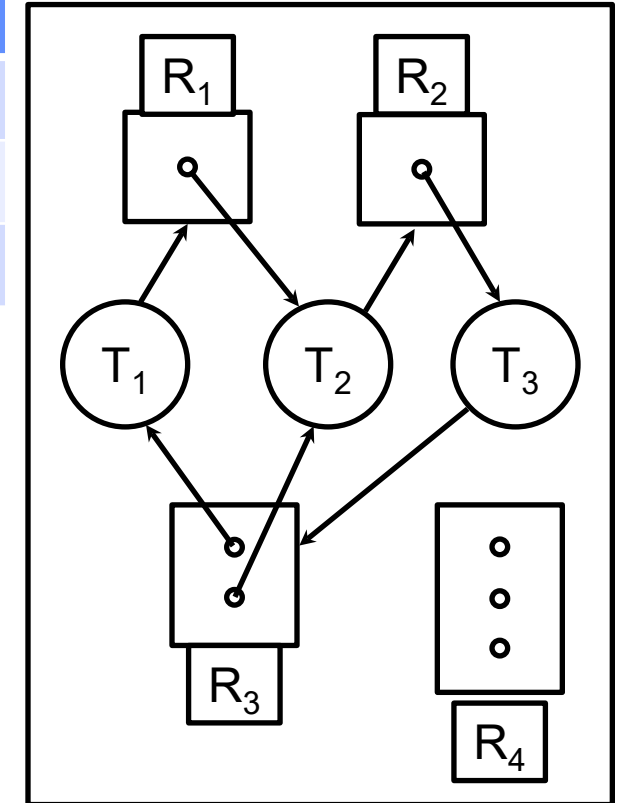 R₁ R₂
T₁ T₂ T₃
R₃
R₄